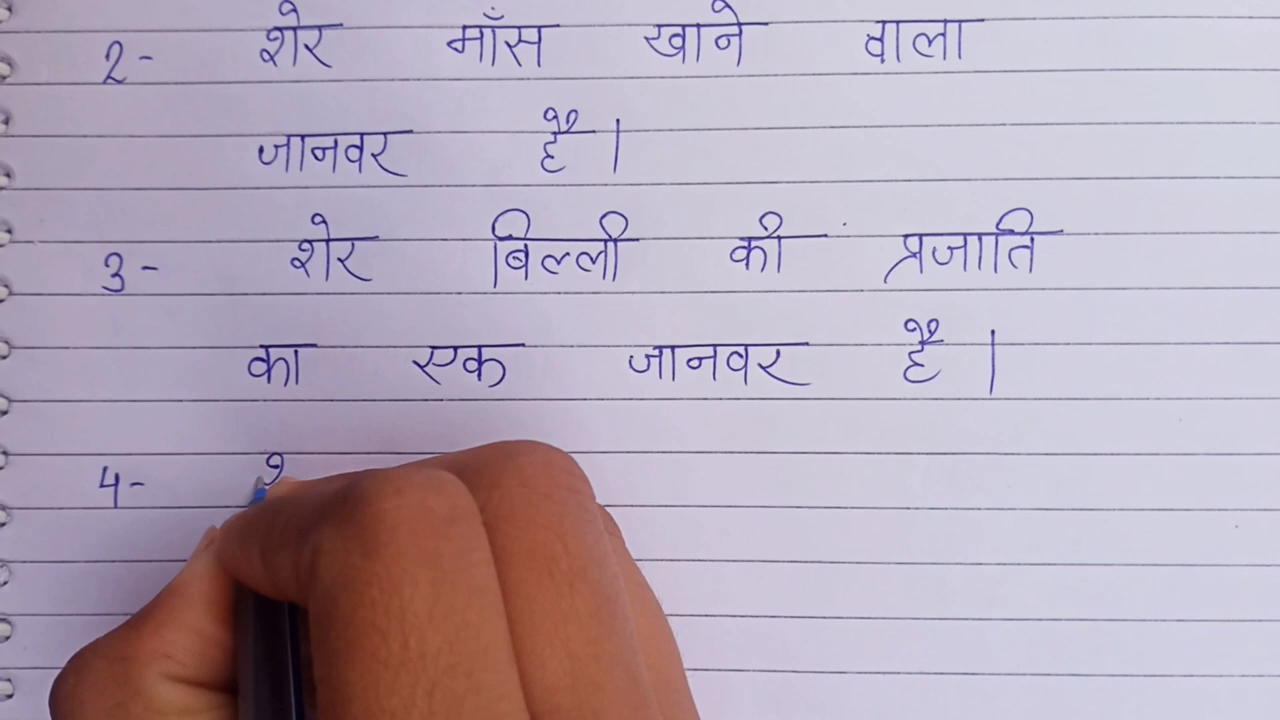 2- शेर माँस खाने वाला
जानवर है।
3- शेर बिल्ली की प्रजाति
का एक जानवर है।
4-